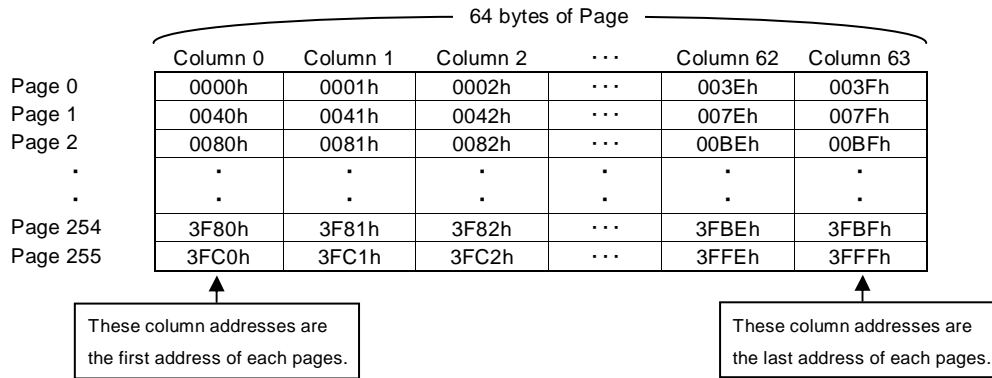 64 bytes of Page
Column 0 Column 1 Column 2 ··· Column 62 Column 63
Page 0 0000h 0001h 0002h ··· 003Eh 003Fh
Page 1 0040h 0041h 0042h ··· 007Eh 007Fh
Page 2 0080h 0081h 0082h ··· 00BEh 00BFh
· · · · · · ·
· · · · · · ·
Page 254 3F80h 3F81h 3F82h ··· 3FBEh 3FBFh
Page 255 3FC0h 3FC1h 3FC2h ··· 3FFEh 3FFFh
These column addresses are
the first address of each pages.
These column addresses are
the last address of each pages.